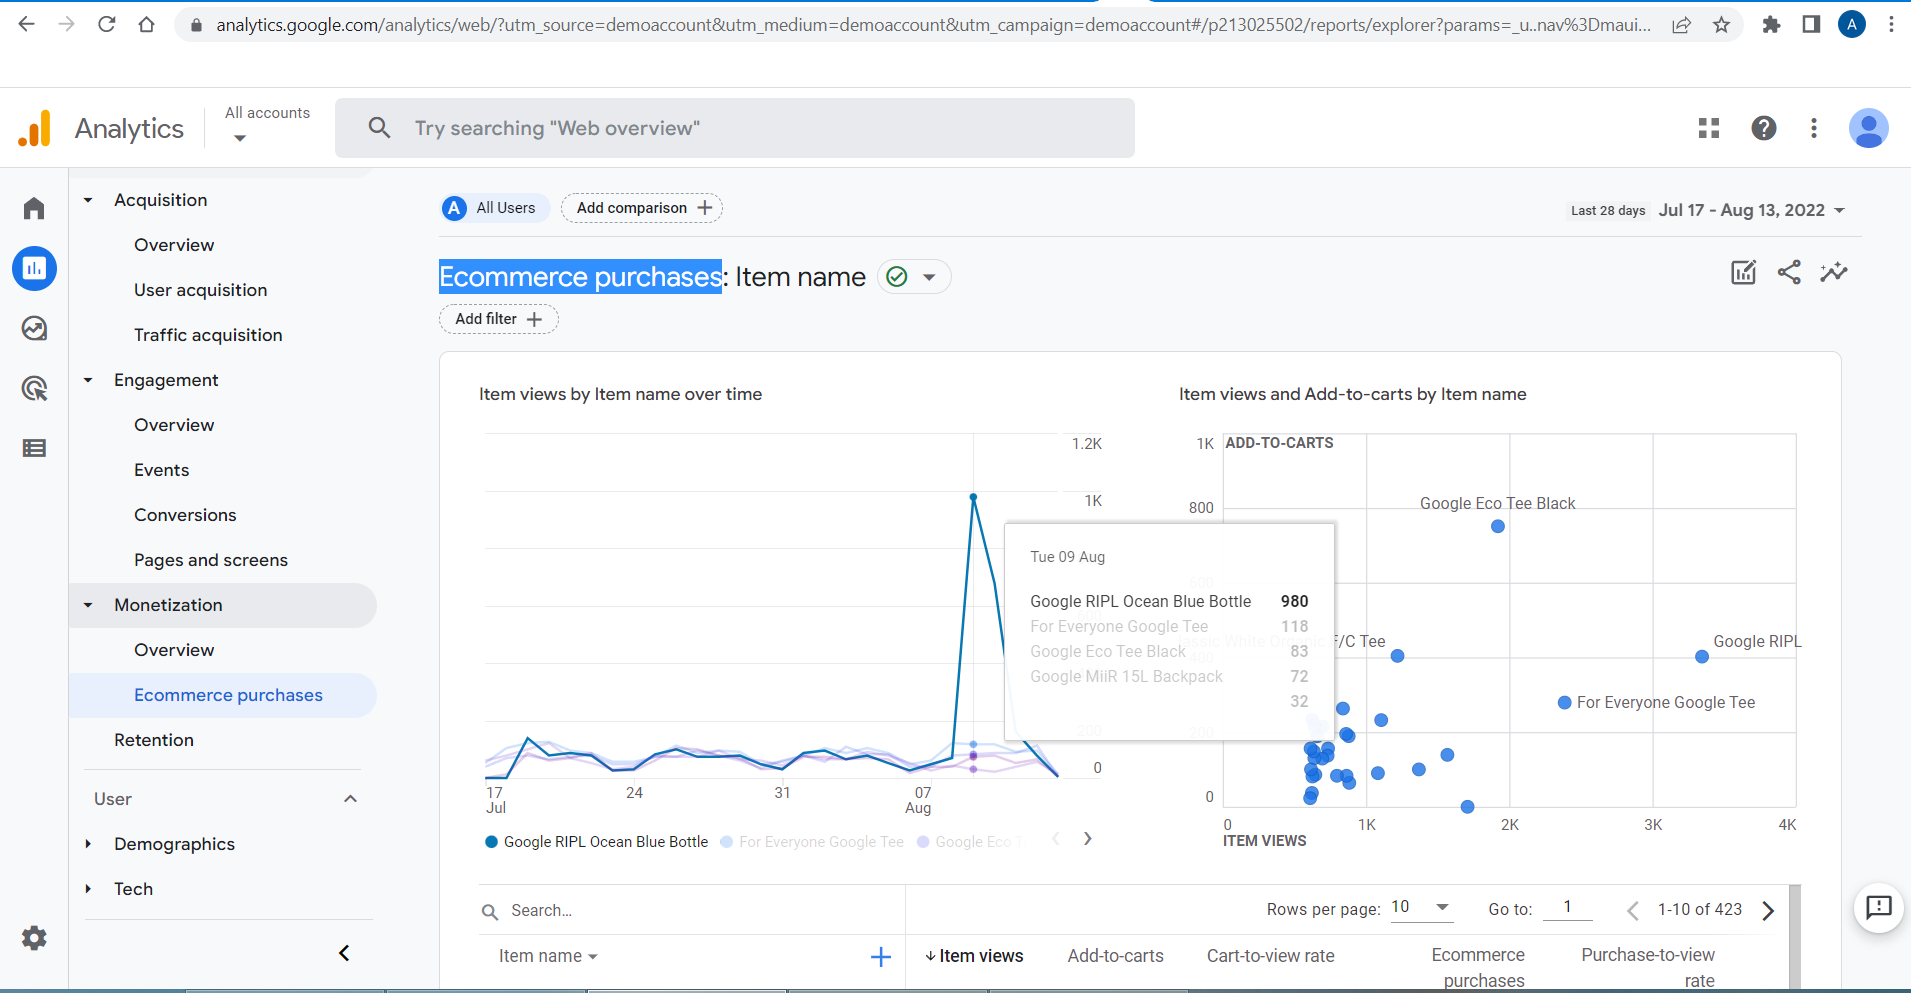 analytics.google.com/analytics/web/?utm_source=demoaccount&utm_medium=demoaccount&utm_campaign=demoaccount#/p213025502/reports/explorer?params=_u..nav%3Dmaui...
A
Analytics
All accounts
Try searching "Web overview"
Acquisition
Overview
User acquisition
Traffic acquisition
Engagement
Overview
Events
Conversions
Pages and screens
Monetization
Overview
Ecommerce purchases
Retention
User
Demographics
Tech
A All Users
Add comparison
Last 28 days Jul 17 - Aug 13, 2022
Ecommerce purchases: Item name
Add filter
Item views by Item name over time
1.2K
1K
200
0
17
Jul
24
31
07
Aug
Tue 09 Aug
Google RIPL Ocean Blue Bottle 980
For Everyone Google Tee 118
Google Eco Tee Black 83
Google MiiR 15L Backpack 72
32
Google RIPL Ocean Blue Bottle
For Everyone Google Tee
Google Eco T
Item views and Add-to-carts by Item name
1K
ADD-TO-CARTS
800
600
400
200
0
Google Eco Tee Black
Classic White Organic F/C Tee
Google RIPL
For Everyone Google Tee
0
1K
2K
3K
4K
ITEM VIEWS
Search...
Rows per page: 10
Go to: 1
1-10 of 423
Item name
Item views
Add-to-carts
Cart-to-view rate
Ecommerce purchases
Purchase-to-view rate